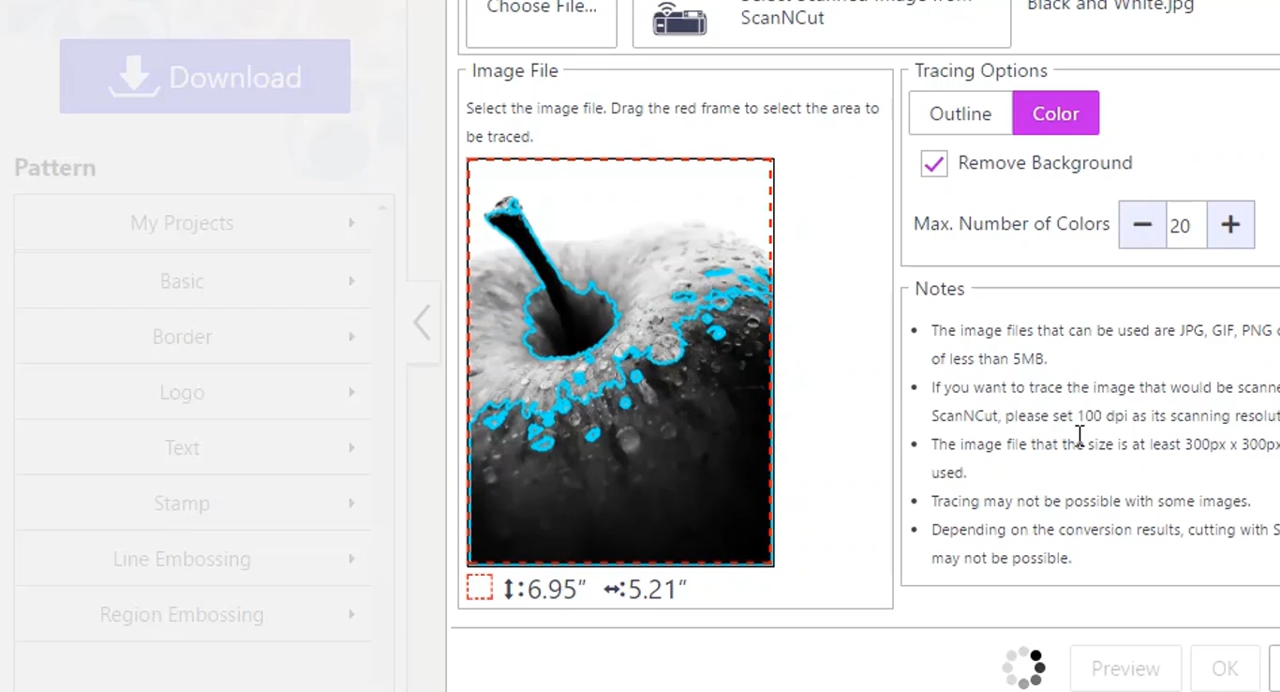 Choose File...
Select Scanned Image from
ScanNCut
Black and White.jpg
Download
Pattern
My Projects
Basic
Border
Logo
Text
Stamp
Line Embossing
Region Embossing
Image File
Select the image file. Drag the red frame to select the area to
be traced.
6.95″ 5.21″
Tracing Options
Outline Color
Remove Background
Max. Number of Colors − 20 +
Notes
• The image files that can be used are JPG, GIF, PNG
of less than 5MB.
• If you want to trace the image that would be
ScanNCut, please set 100 dpi as its scanning
• The image file that the size is at least 300px x 300px
used.
• Tracing may not be possible with some images.
• Depending on the conversion results, cutting with
may not be possible.
Preview OK